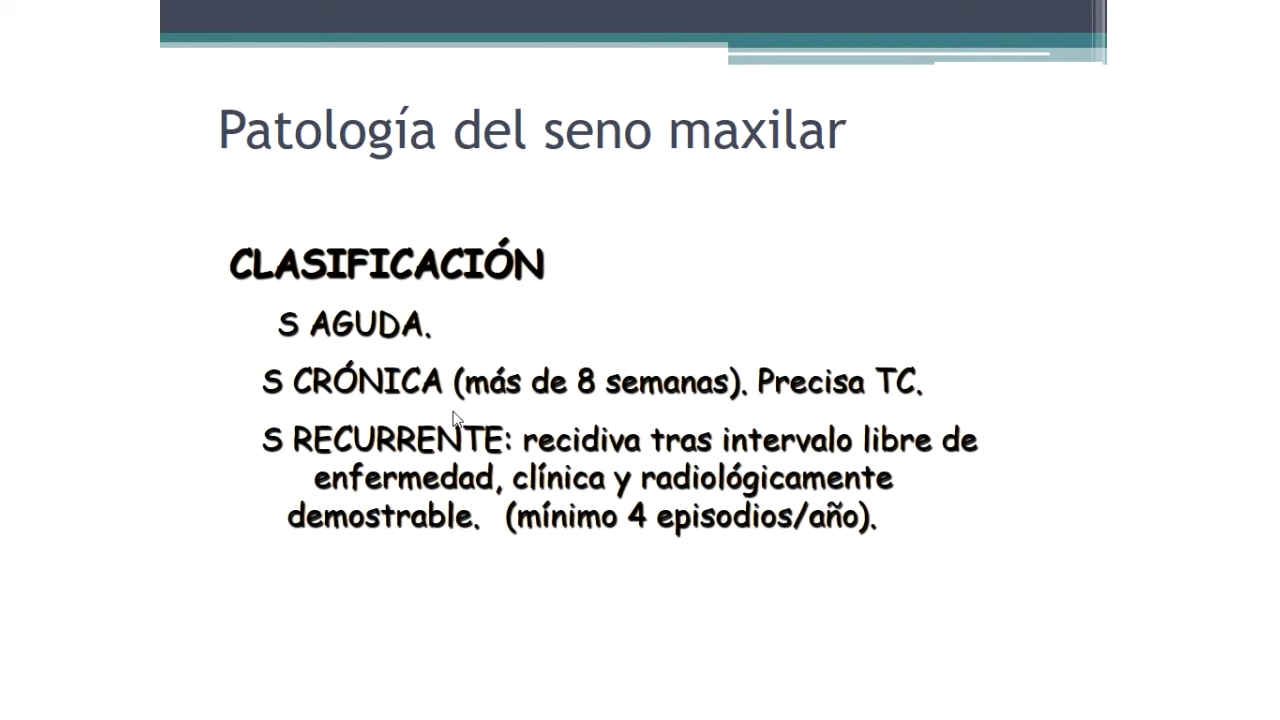 Patología del seno maxilar
CLASIFICACIÓN
S AGUDA.
S CRÓNICA (más de 8 semanas). Precisa TC.
S RECURRENTE: recidiva tras intervalo libre de
enfermedad, clínica y radiológicamente
demostrable. (mínimo 4 episodios/año).